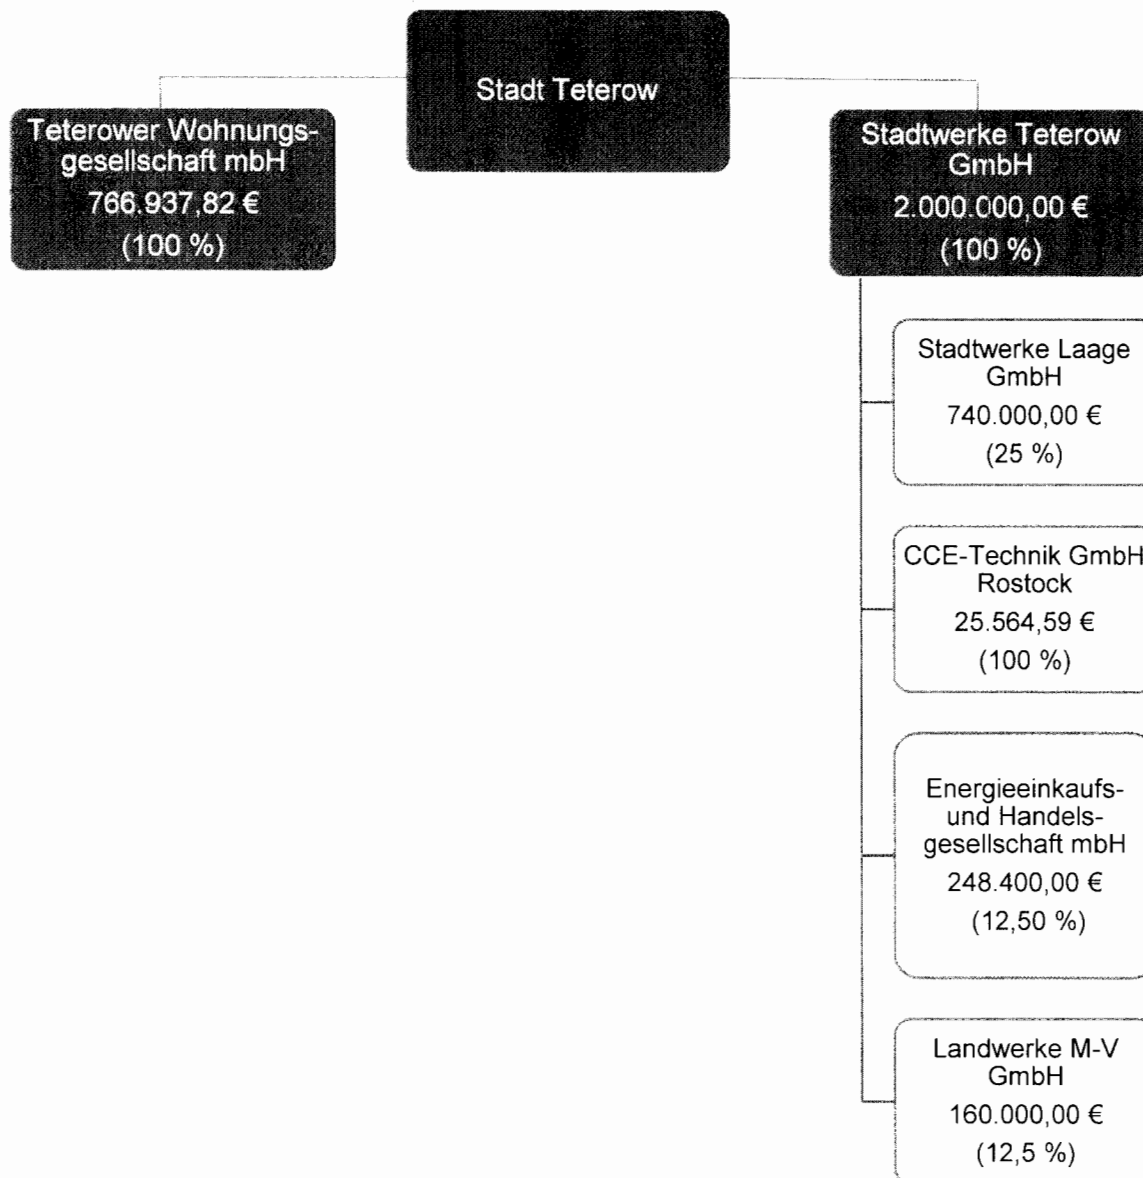 Stadt Teterow
Teterower Wohnungs-
gesellschaft mbH
766.937,82 €
(100 %)
Stadtwerke Teterow
GmbH
2.000.000,00 €
(100 %)
Stadtwerke Laage
GmbH
740.000,00 €
(25 %)
CCE-Technik GmbH
Rostock
25.564,59 €
(100 %)
Energieeinkaufs-
und Handels-
gesellschaft mbH
248.400,00 €
(12,50 %)
Landwerke M-V
GmbH
160.000,00 €
(12,5 %)